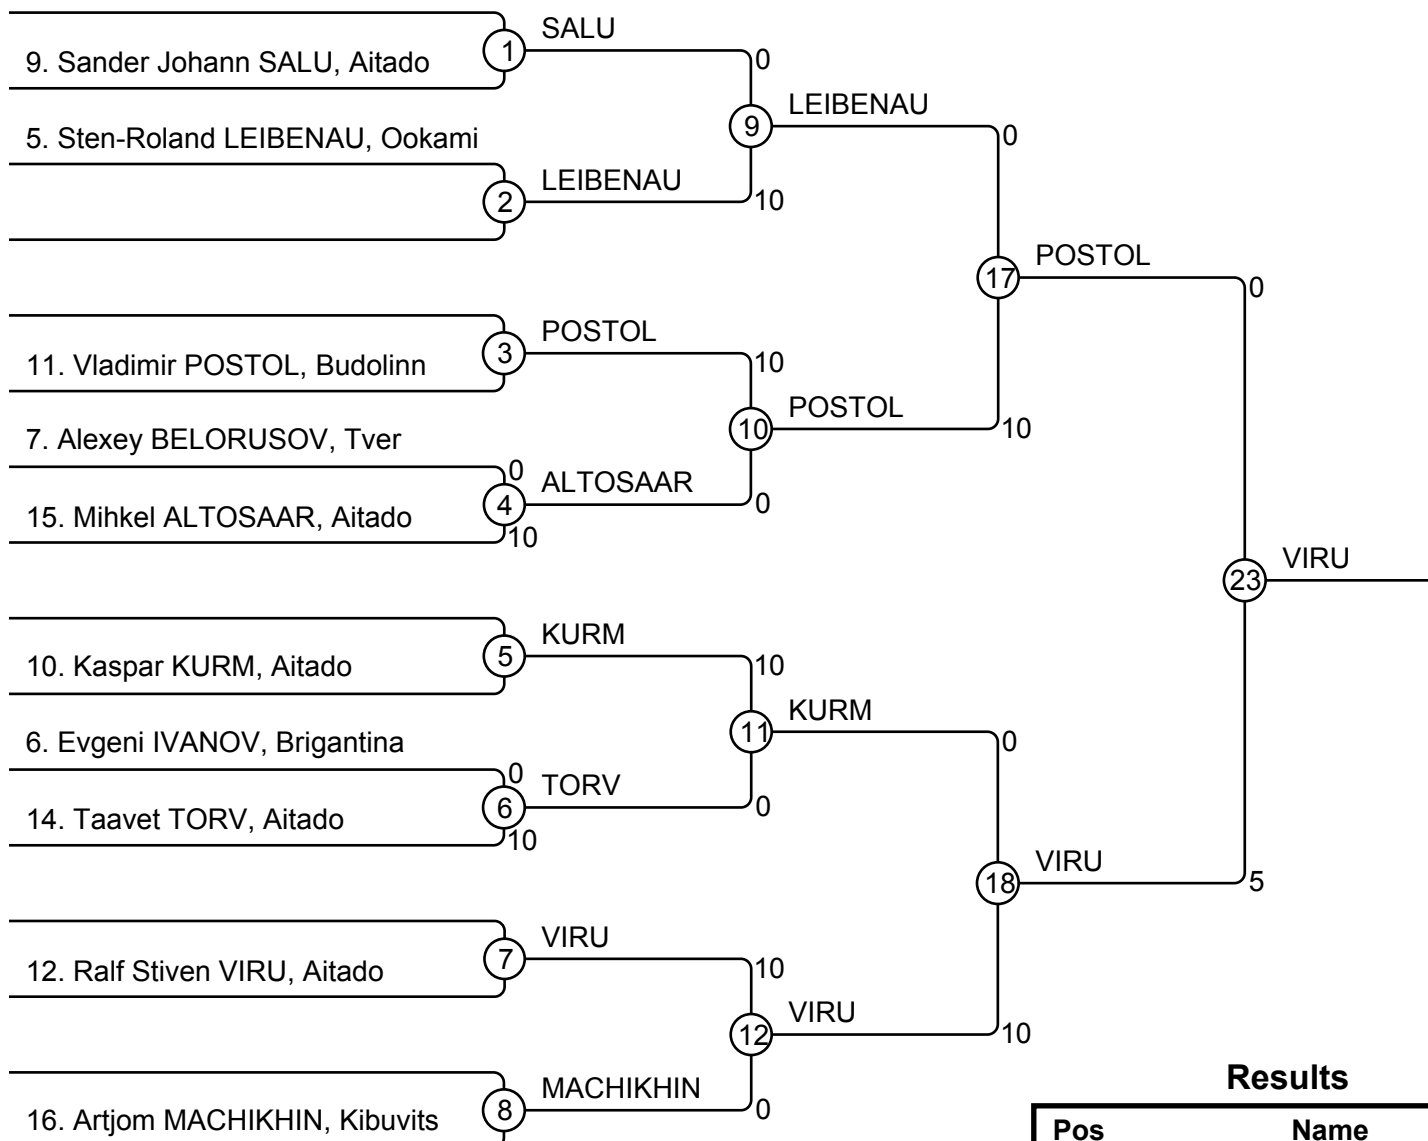 SALU
1
9. Sander Johann SALU, Aitado
0
LEIBENAU
9
0
5. Sten-Roland LEIBENAU, Ookami
LEIBENAU
2
10
POSTOL
17
0
POSTOL
3
11. Vladimir POSTOL, Budolinn
10
POSTOL
10
10
7. Alexey BELORUSOV, Tver
0
ALTOSAAR
4
0
15. Mihkel ALTOSAAR, Aitado
10
VIRU
23
KURM
5
10. Kaspar KURM, Aitado
10
KURM
11
0
6. Evgeni IVANOV, Brigantina
0
TORV
6
0
14. Taavet TORV, Aitado
10
VIRU
18
5
VIRU
7
12. Ralf Stiven VIRU, Aitado
10
VIRU
12
10
MACHIKHIN
8
0
16. Artjom MACHIKHIN, Kibuvits
Results
Pos Name